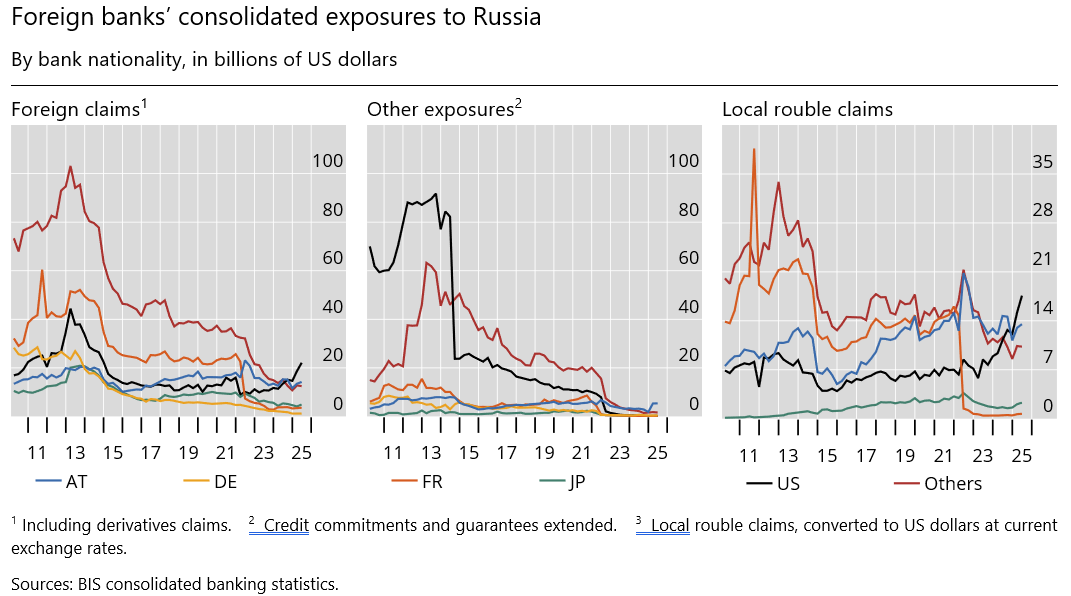 Foreign banks’ consolidated exposures to Russia
By bank nationality, in billions of US dollars
Foreign claims¹
Other exposures²
Local rouble claims
100
80
60
40
20
0
11 13 15 17 19 21 23 25
100
80
60
40
20
0
11 13 15 17 19 21 23 25
35
28
21
14
7
0
11 13 15 17 19 21 23 25
AT DE FR JP US Others
¹ Including derivatives claims. ² Credit commitments and guarantees extended. ³ Local rouble claims, converted to US dollars at current
exchange rates.
Sources: BIS consolidated banking statistics.